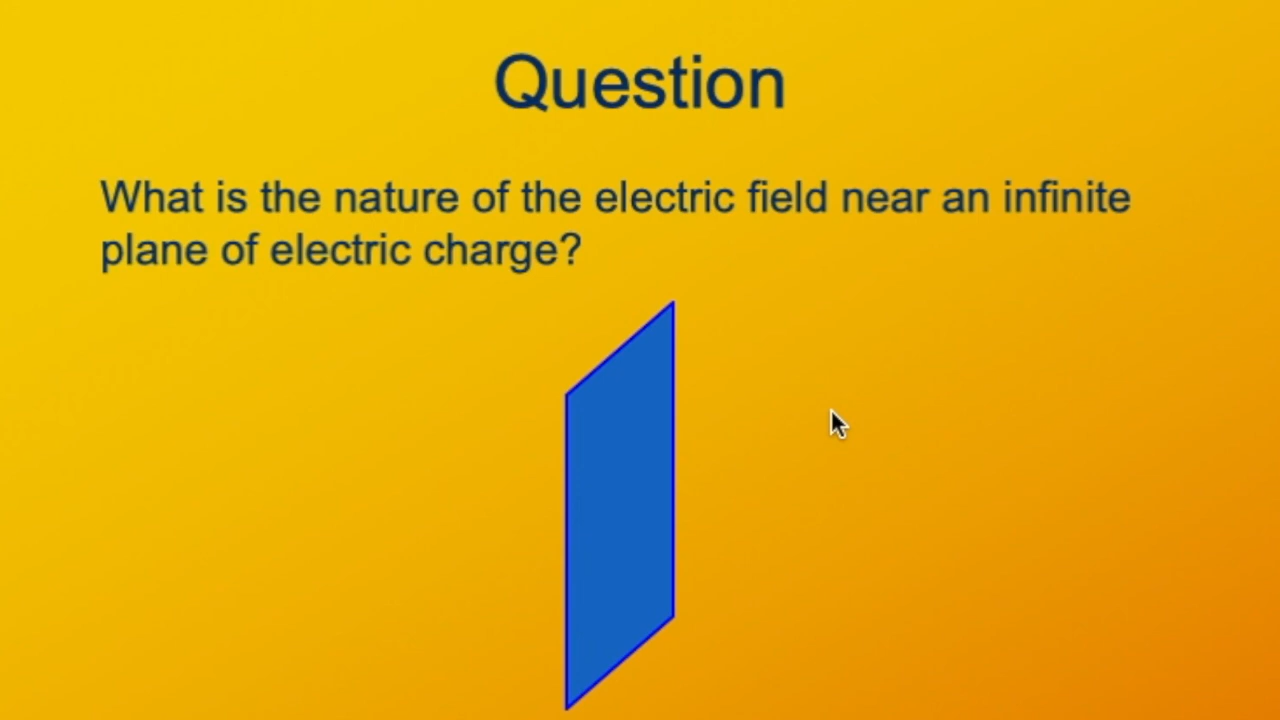 Question
What is the nature of the electric field near an infinite
plane of electric charge?